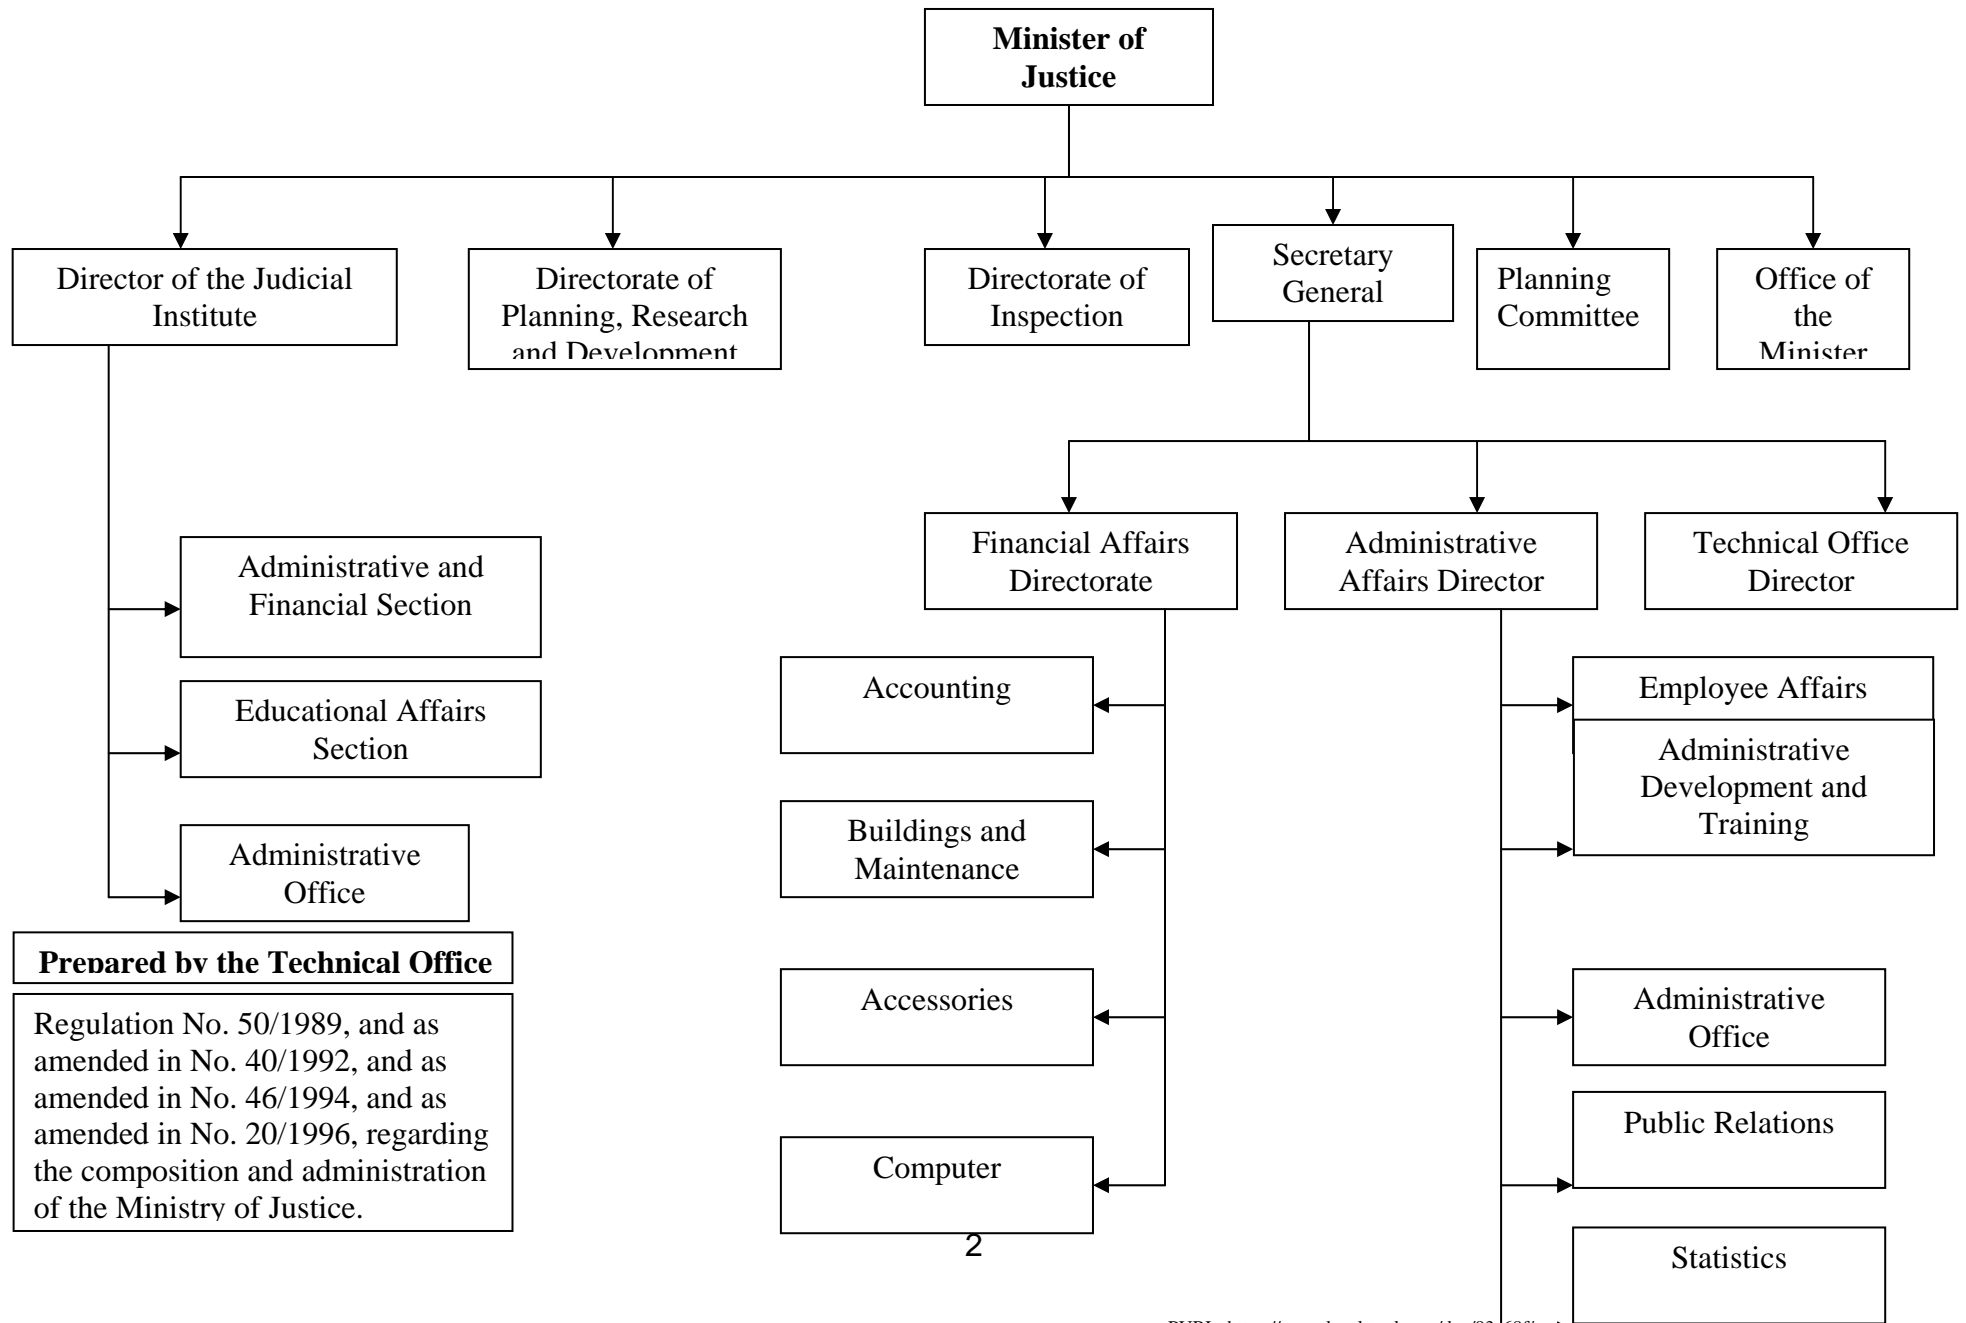 Minister of
Justice
Director of the Judicial
Institute
Directorate of
Planning, Research
and Development
Directorate of
Inspection
Secretary
General
Planning
Committee
Office of
the
Minister
Financial Affairs
Directorate
Administrative
Affairs Director
Technical Office
Director
Administrative and
Financial Section
Educational Affairs
Section
Administrative
Office
Accounting
Buildings and
Maintenance
Accessories
Computer
Employee Affairs
Administrative
Development and
Training
Administrative
Office
Public Relations
Statistics
Prepared by the Technical Office
Regulation No. 50/1989, and as
amended in No. 40/1992, and as
amended in No. 46/1994, and as
amended in No. 20/1996, regarding
the composition and administration
of the Ministry of Justice.
2